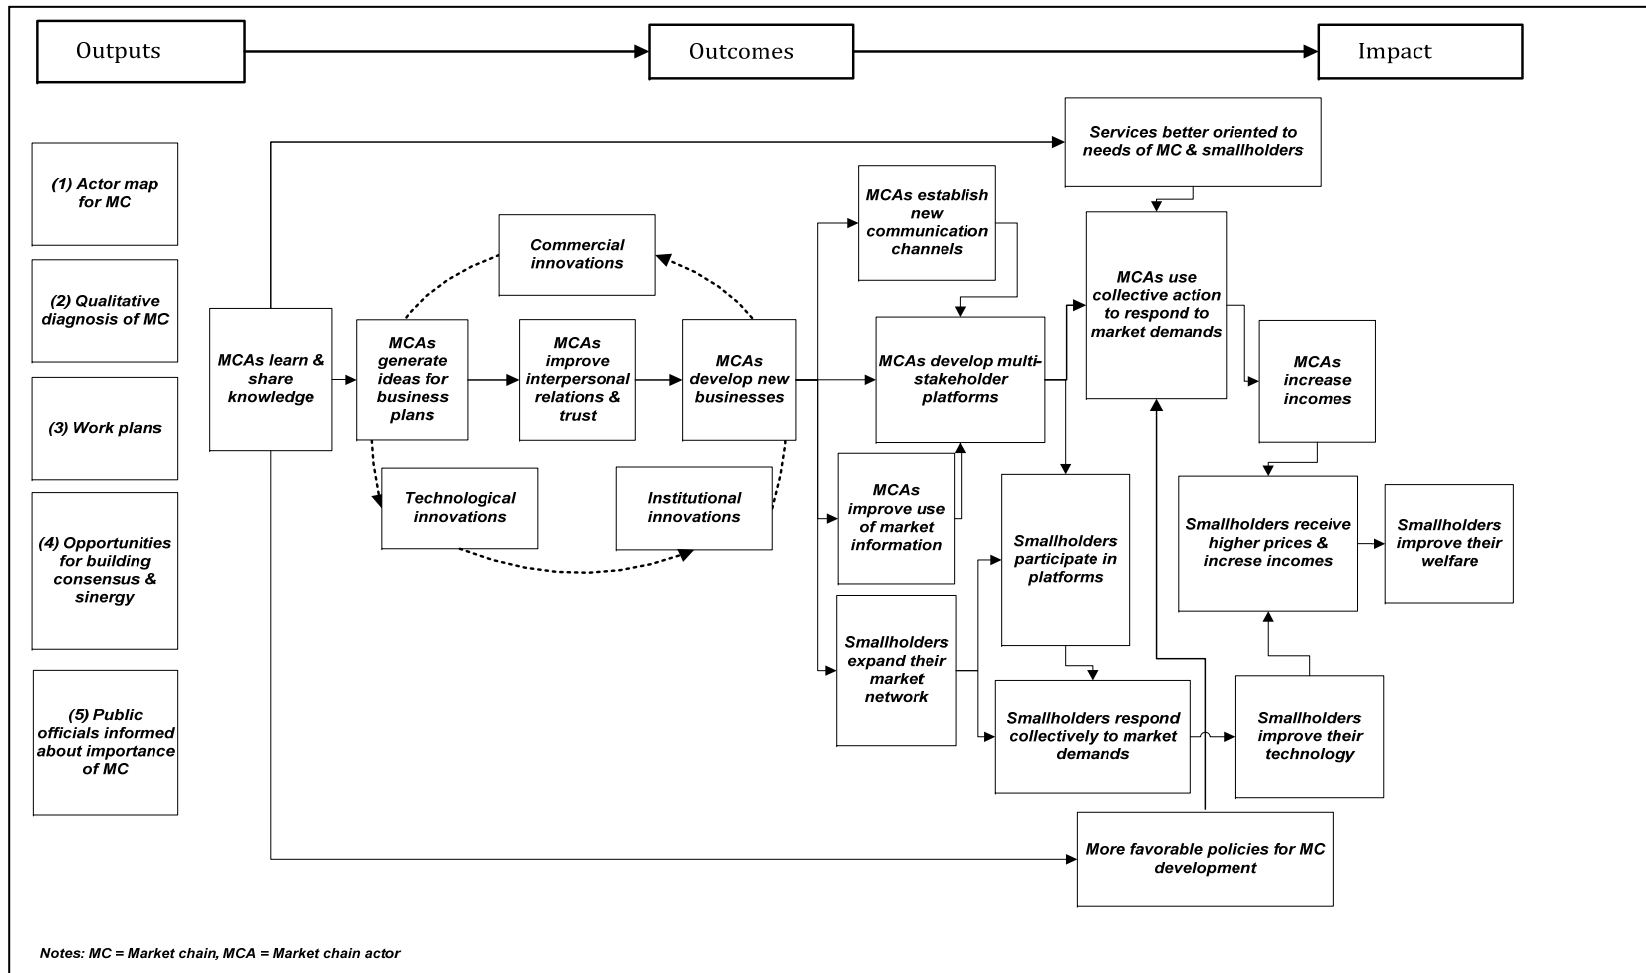 Outputs
Outcomes
Impact
(1) Actor map
for MC
(2) Qualitative
diagnosis of MC
(3) Work plans
(4) Opportunities
for building
consensus &
sinergy
(5) Public
officials informed
about importance
of MC
MCAs learn &
share
knowledge
MCAs
generate
ideas for
business
plans
Commercial
innovations
Technological
innovations
MCAs
improve
interpersonal
relations &
trust
Institutional
innovations
MCAs
develop new
businesses
MCAs establish
new
communication
channels
MCAs develop multi-
stakeholder
platforms
MCAs
improve use
of market
information
Smallholders
expand their
market
network
Smallholders
participate in
platforms
Smallholders respond
collectively to market
demands
Services better oriented to
needs of MC & smallholders
MCAs use
collective action
to respond to
market demands
More favorable policies for MC
development
MCAs
increase
incomes
Smallholders receive
higher prices &
increse incomes
Smallholders
improve their
technology
Smallholders
improve their
welfare
Notes: MC = Market chain, MCA = Market chain actor